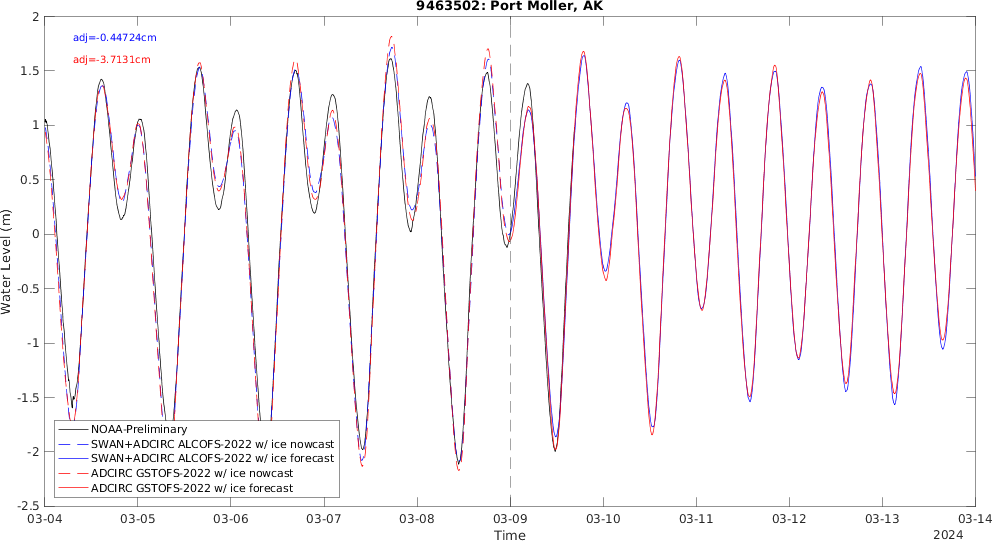 9463502: Port Moller, AK
adj=-0.44724cm
adj=-3.7131cm
2
1.5
1
0.5
0
-0.5
-1
-1.5
-2
-2.5
Water Level (m)
NOAA-Preliminary
SWAN+ADCIRC ALCOFS-2022 w/ ice nowcast
SWAN+ADCIRC ALCOFS-2022 w/ ice forecast
ADCIRC GSTOFS-2022 w/ ice nowcast
ADCIRC GSTOFS-2022 w/ ice forecast
03-04 03-05 03-06 03-07 03-08 03-09 03-10 03-11 03-12 03-13 03-14
Time
2024